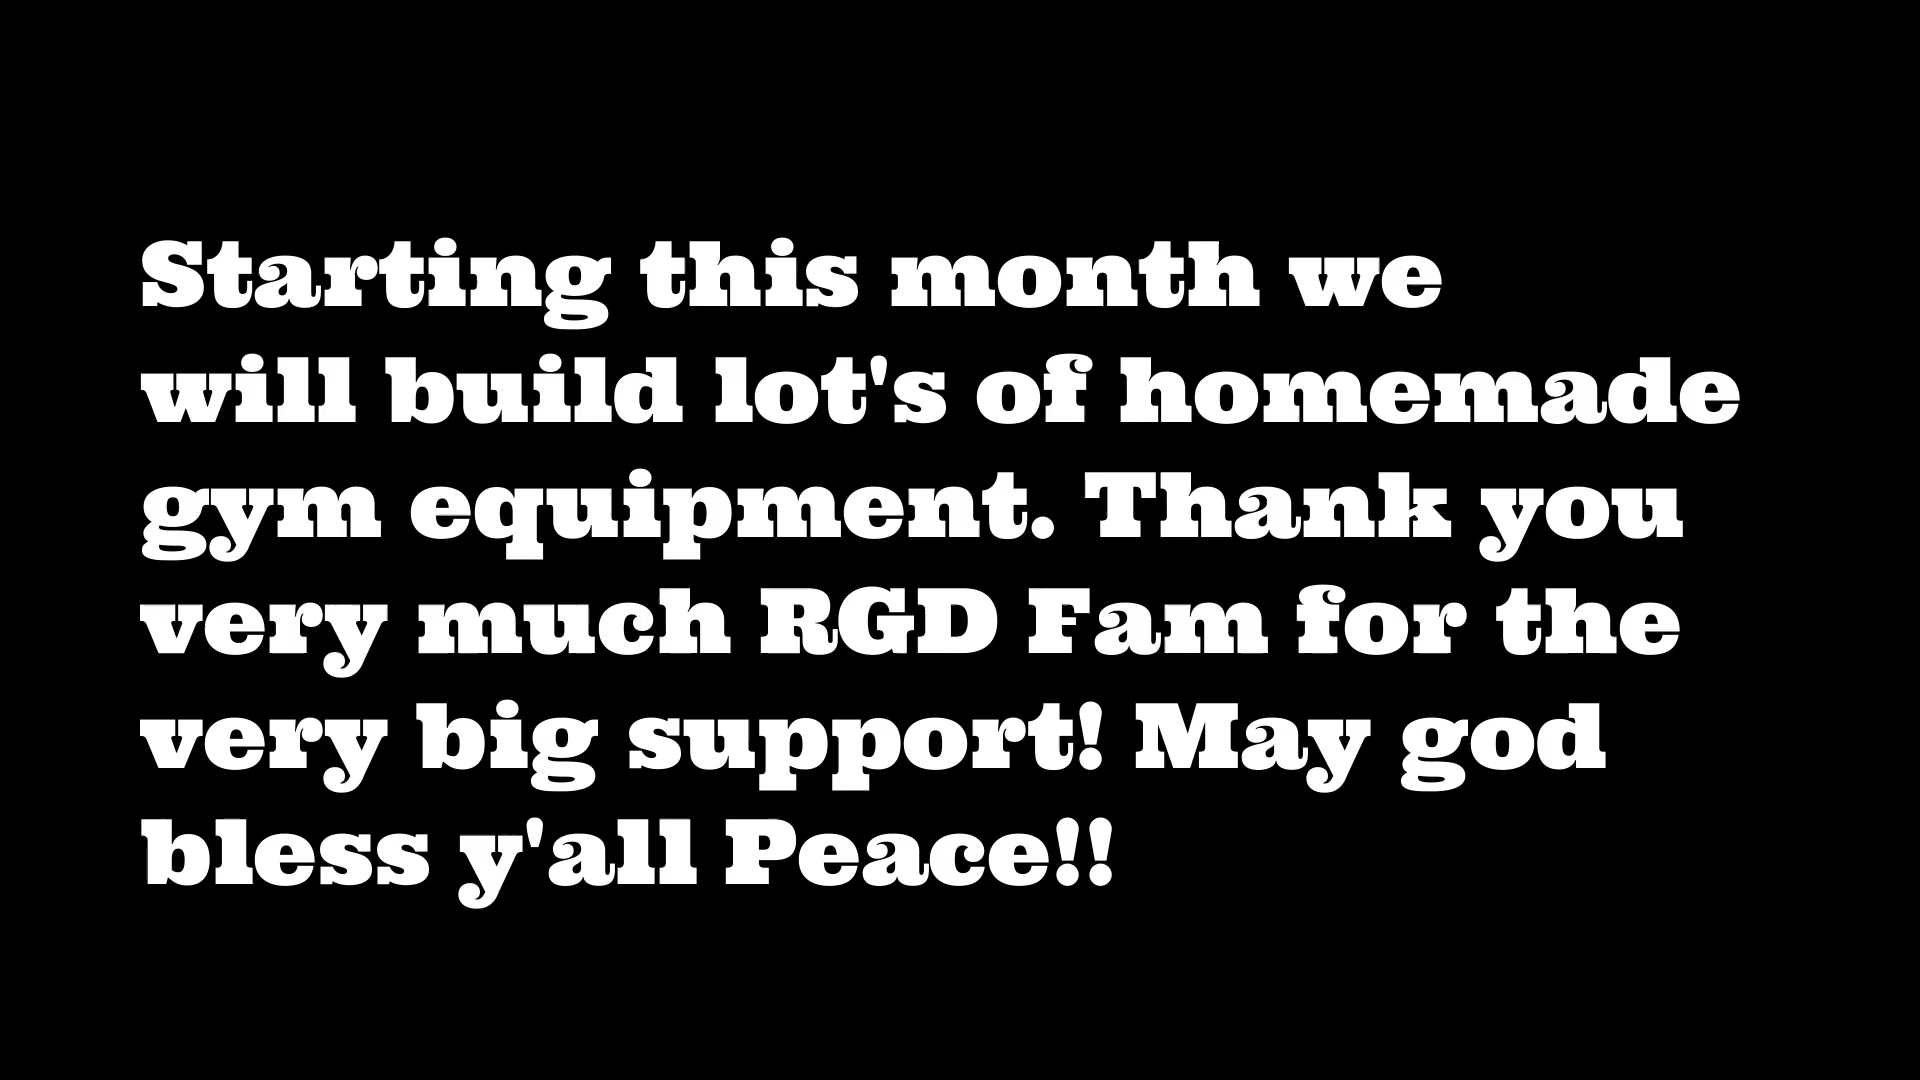 Starting this month we
will build lot's of homemade
gym equipment. Thank you
very much RGD Fam for the
very big support! May god
bless y'all Peace!!